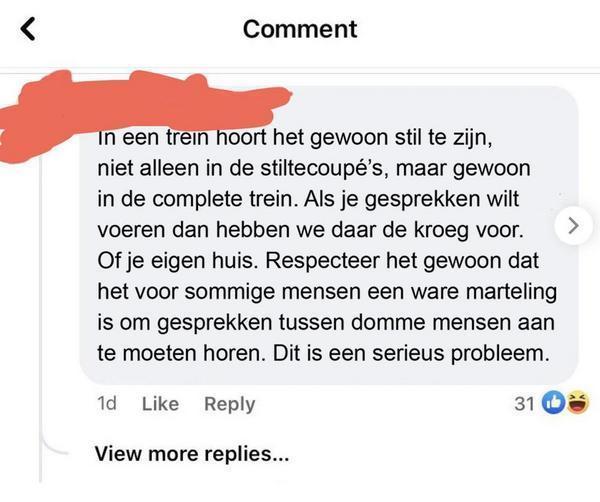 Comment
In een trein hoort het gewoon stil te zijn,
niet alleen in de stiltecoupé's, maar gewoon
in de complete trein. Als je gesprekken wilt
voeren dan hebben we daar de kroeg voor.
Of je eigen huis. Respecteer het gewoon dat
het voor sommige mensen een ware marteling
is om gesprekken tussen domme mensen aan
te moeten horen. Dit is een serieus probleem.
1d Like Reply 31
View more replies...